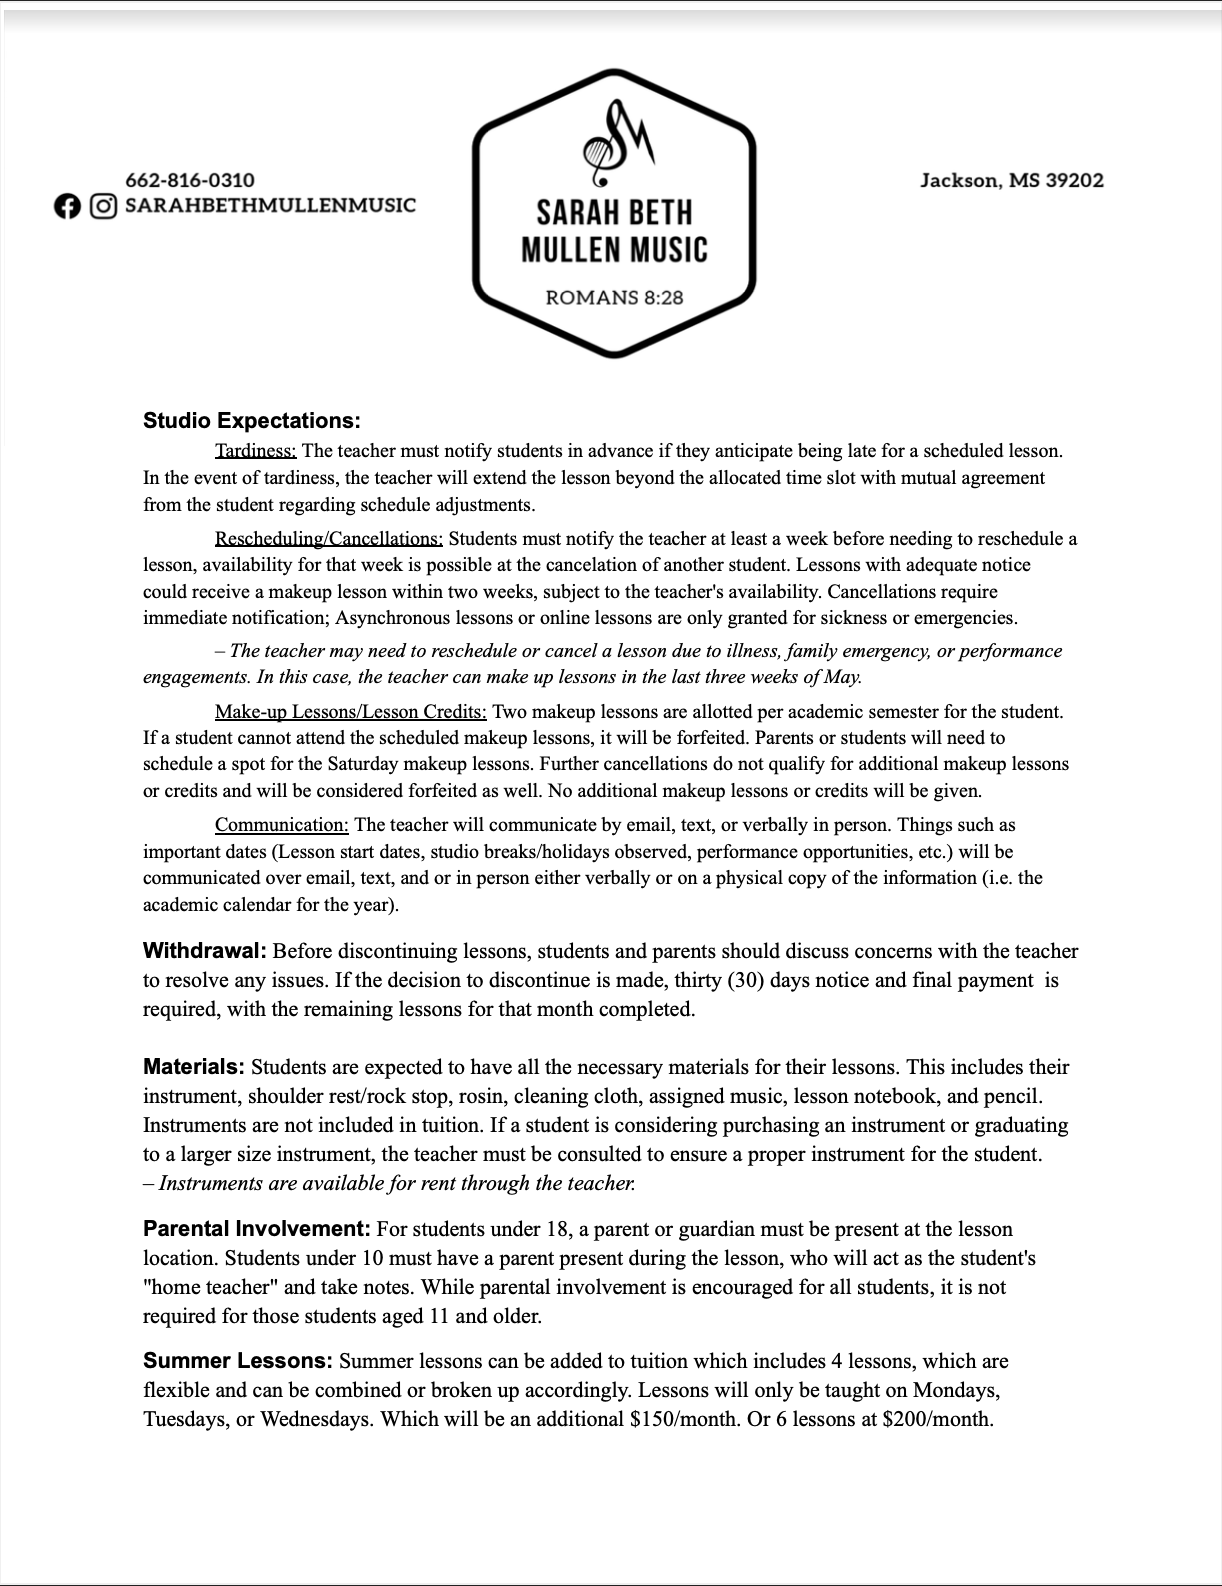 662-816-0310
SARAHBETHMULLENMUSIC
SARAH BETH
MULLEN MUSIC
ROMANS 8:28
Jackson, MS 39202
Studio Expectations:
Tardiness: The teacher must notify students in advance if they anticipate being late for a scheduled lesson.
In the event of tardiness, the teacher will extend the lesson beyond the allocated time slot with mutual agreement
from the student regarding schedule adjustments.
Rescheduling/Cancellations: Students must notify the teacher at least a week before needing to reschedule a
lesson, availability for that week is possible at the cancelation of another student. Lessons with adequate notice
could receive a makeup lesson within two weeks, subject to the teacher's availability. Cancellations require
immediate notification; Asynchronous lessons or online lessons are only granted for sickness or emergencies.
– The teacher may need to reschedule or cancel a lesson due to illness, family emergency, or performance
engagements. In this case, the teacher can make up lessons in the last three weeks of May.
Make-up Lessons/Lesson Credits: Two makeup lessons are allotted per academic semester for the student.
If a student cannot attend the scheduled makeup lessons, it will be forfeited. Parents or students will need to
schedule a spot for the Saturday makeup lessons. Further cancellations do not qualify for additional makeup lessons
or credits and will be considered forfeited as well. No additional makeup lessons or credits will be given.
Communication: The teacher will communicate by email, text, or verbally in person. Things such as
important dates (Lesson start dates, studio breaks/holidays observed, performance opportunities, etc.) will be
communicated over email, text, and or in person either verbally or on a physical copy of the information (i.e. the
academic calendar for the year).
Withdrawal: Before discontinuing lessons, students and parents should discuss concerns with the teacher
to resolve any issues. If the decision to discontinue is made, thirty (30) days notice and final payment  is
required, with the remaining lessons for that month completed.
Materials: Students are expected to have all the necessary materials for their lessons. This includes their
instrument, shoulder rest/rock stop, rosin, cleaning cloth, assigned music, lesson notebook, and pencil.
Instruments are not included in tuition. If a student is considering purchasing an instrument or graduating
to a larger size instrument, the teacher must be consulted to ensure a proper instrument for the student.
– Instruments are available for rent through the teacher.
Parental Involvement: For students under 18, a parent or guardian must be present at the lesson
location. Students under 10 must have a parent present during the lesson, who will act as the student's
"home teacher" and take notes. While parental involvement is encouraged for all students, it is not
required for those students aged 11 and older.
Summer Lessons: Summer lessons can be added to tuition which includes 4 lessons, which are
flexible and can be combined or broken up accordingly. Lessons will only be taught on Mondays,
Tuesdays, or Wednesdays. Which will be an additional $150/month. Or 6 lessons at $200/month.